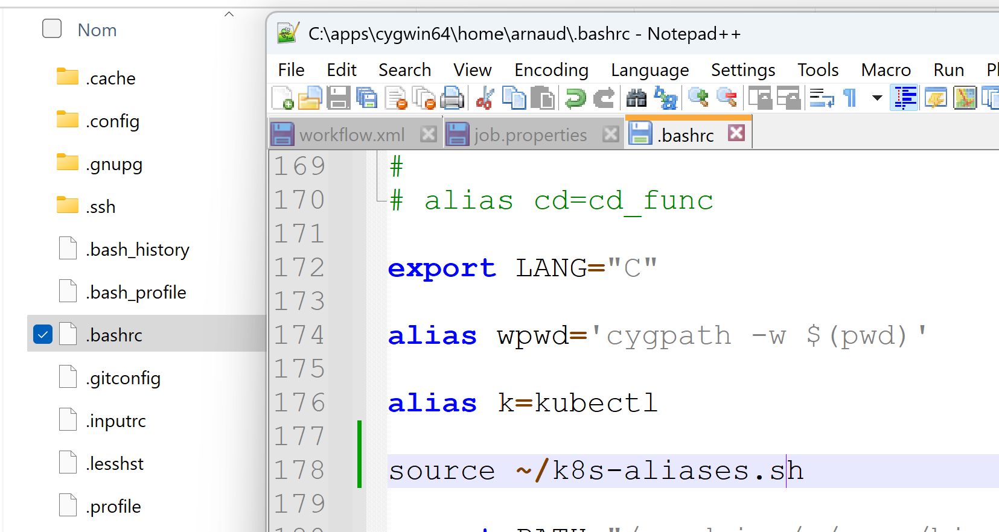 Nom
.cache
.config
.gnupg
.ssh
.bash_history
.bash_profile
.bashrc
.gitconfig
.inputrc
.lesshst
.profile
C:\apps\cygwin64\home\arnaud\.bashrc - Notepad++
File Edit Search View Encoding Language Settings Tools Macro Run
workflow.xml job.properties .bashrc
169 #
170 # alias cd=cd_func
171
172 export LANG="C"
173
174 alias wpwd='cygpath -w $(pwd)'
175
176 alias k=kubectl
177
178 source ~/k8s-aliases.sh
179